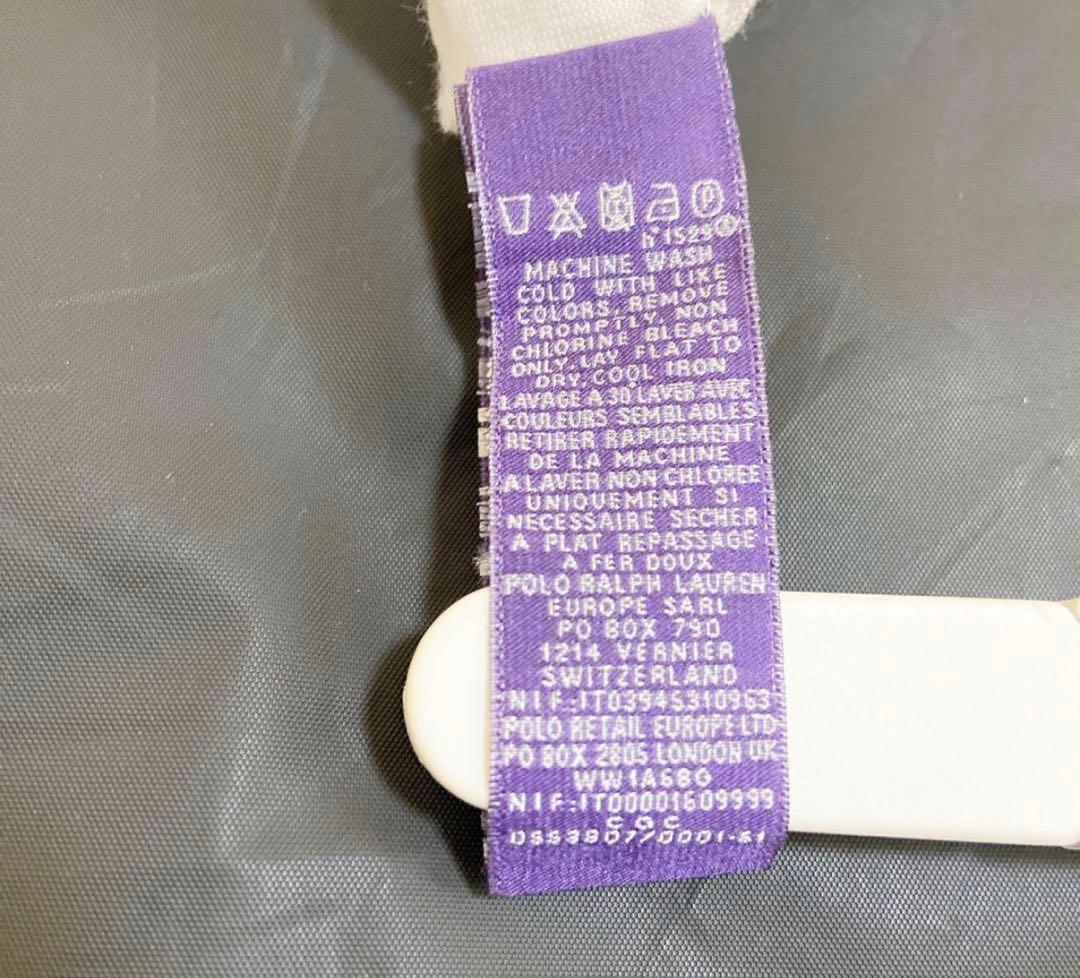 MACHINE WASH
COLD WITH LIKE
COLORS, REMOVE
PROMPTLY, NON
CHLORINE BLEACH
ONLY, LAY FLAT TO
DRY, COOL IRON
LAVAGE A 30 LAVER AVEC
COULEURS SEMBLABLES
RETIRER RAPIDEMENT
DE LA MACHINE
A LAVER NON CHLOREE
UNIQUEMENT SI
NECESSAIRE SECHER
A PLAT REPASSAGE
A FER DOUX
POLO RALPH LAUREN
EUROPE SARL
PO BOX 790
1214 VERNIER
SWITZERLAND
NIF:IT03945310963
POLO RETAIL EUROPE LTD
PO BOX 2805 LONDON UK
WW1A68G
NIF:IT00001609999